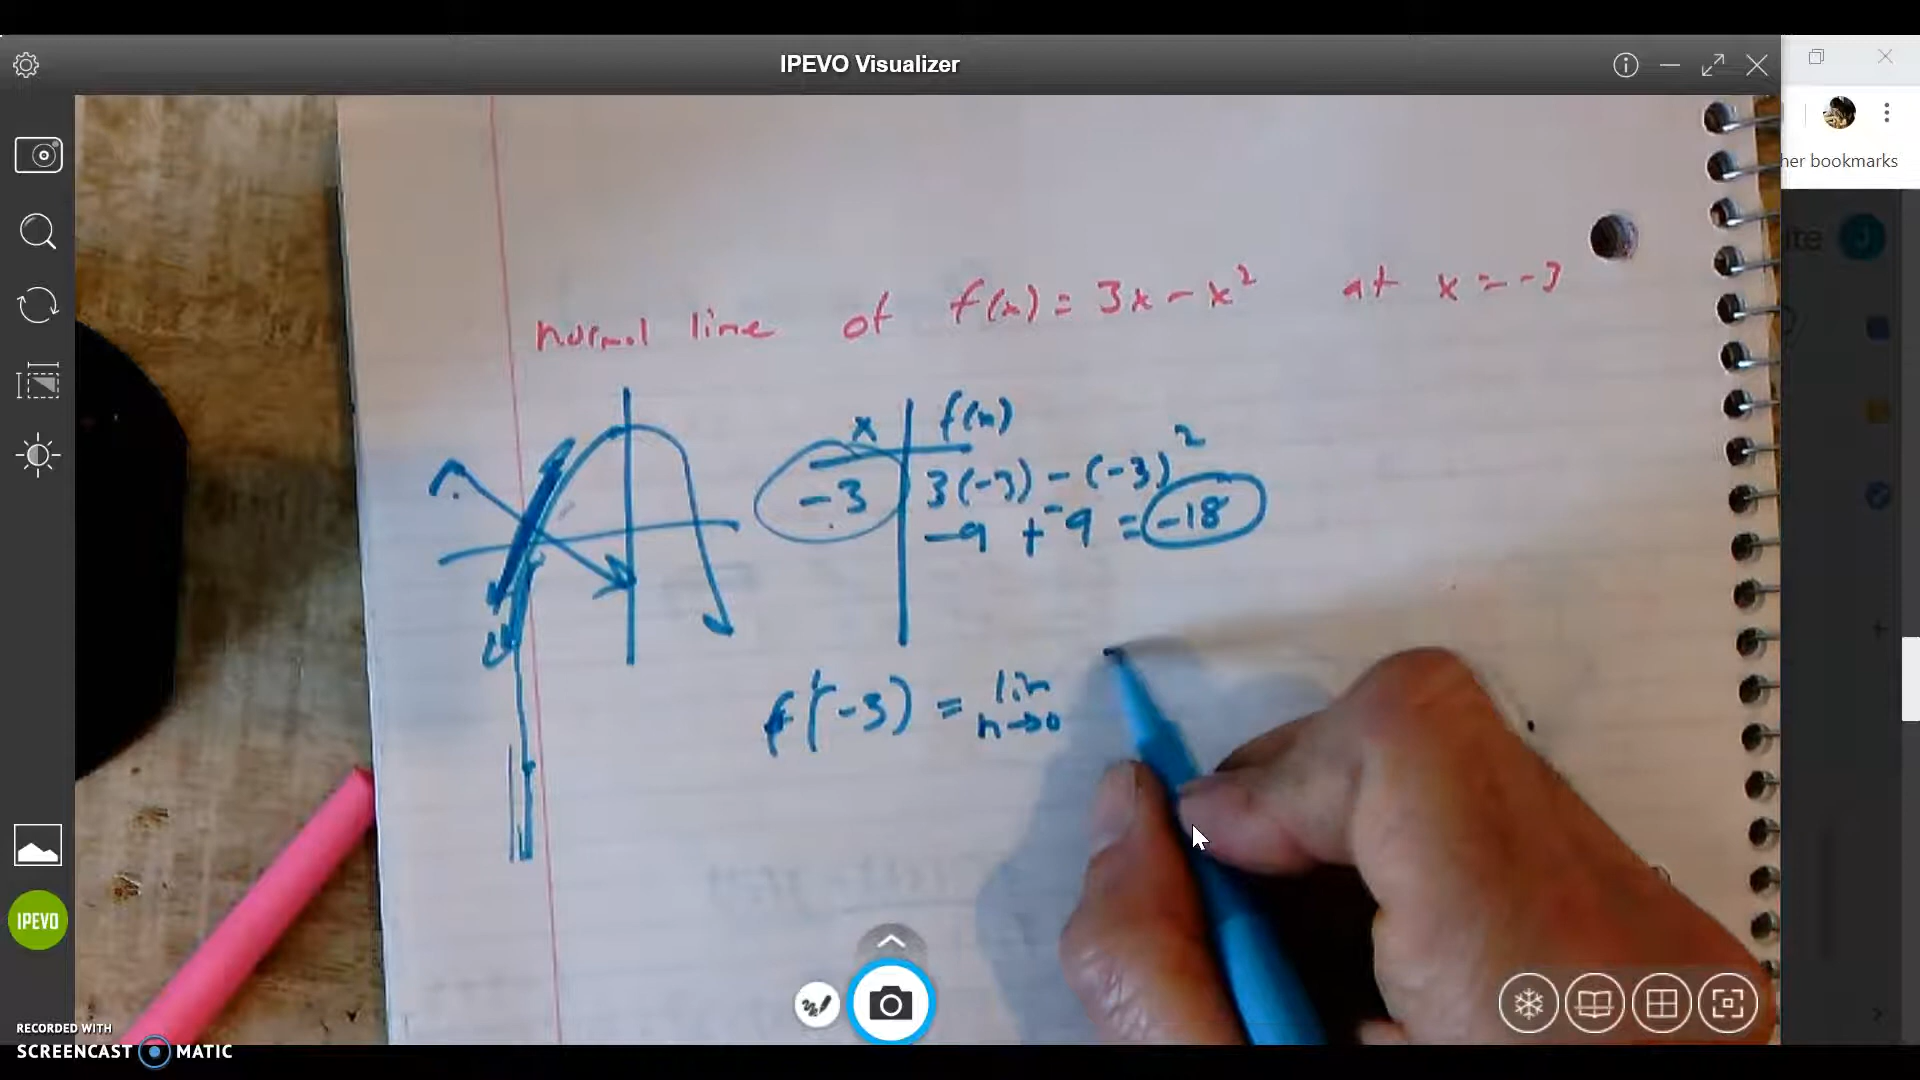 IPEVO Visualizer
her bookmarks
normal line of f(x) = 3x - x² at x = -3
x f(x)
-3 3(-3) - (-3)²
-9 + -9 = -18
f'(-3) = lim
h→0
IPEVO
RECORDED WITH
SCREENCAST MATIC